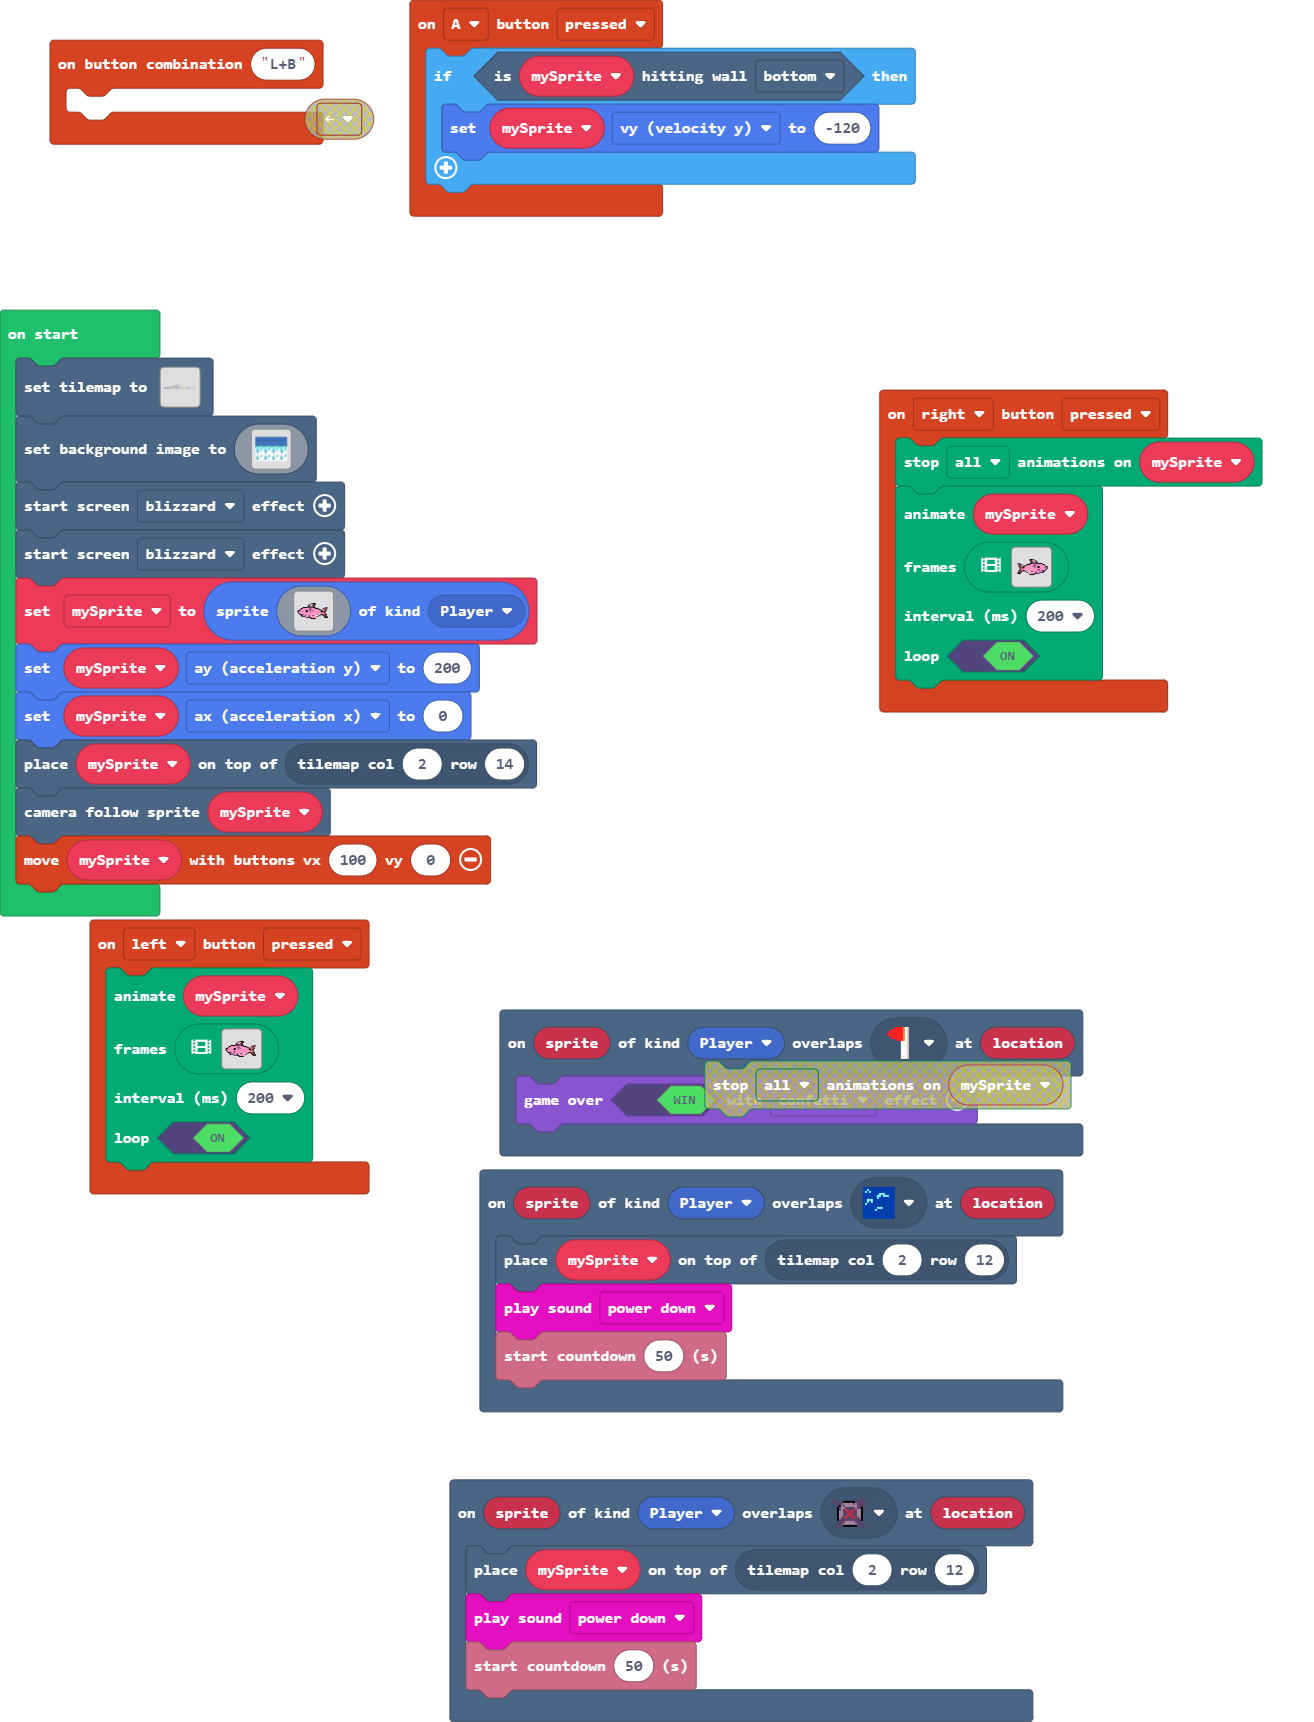 on button combination "L+B"
←
on A button pressed
if is mySprite hitting wall bottom then
set mySprite vy (velocity y) to -120
on start
set tilemap to
set background image to
start screen blizzard effect
start screen blizzard effect
set mySprite to sprite of kind Player
set mySprite ay (acceleration y) to 200
set mySprite ax (acceleration x) to 0
place mySprite on top of tilemap col 2 row 14
camera follow sprite mySprite
move mySprite with buttons vx 100 vy 0
on right button pressed
stop all animations on mySprite
animate mySprite
frames
interval (ms) 200
loop ON
on left button pressed
animate mySprite
frames
interval (ms) 200
loop ON
on sprite of kind Player overlaps at location
stop all animations on mySprite
game over WIN with confetti effect
on sprite of kind Player overlaps at location
place mySprite on top of tilemap col 2 row 12
play sound power down
start countdown 50 (s)
on sprite of kind Player overlaps at location
place mySprite on top of tilemap col 2 row 12
play sound power down
start countdown 50 (s)